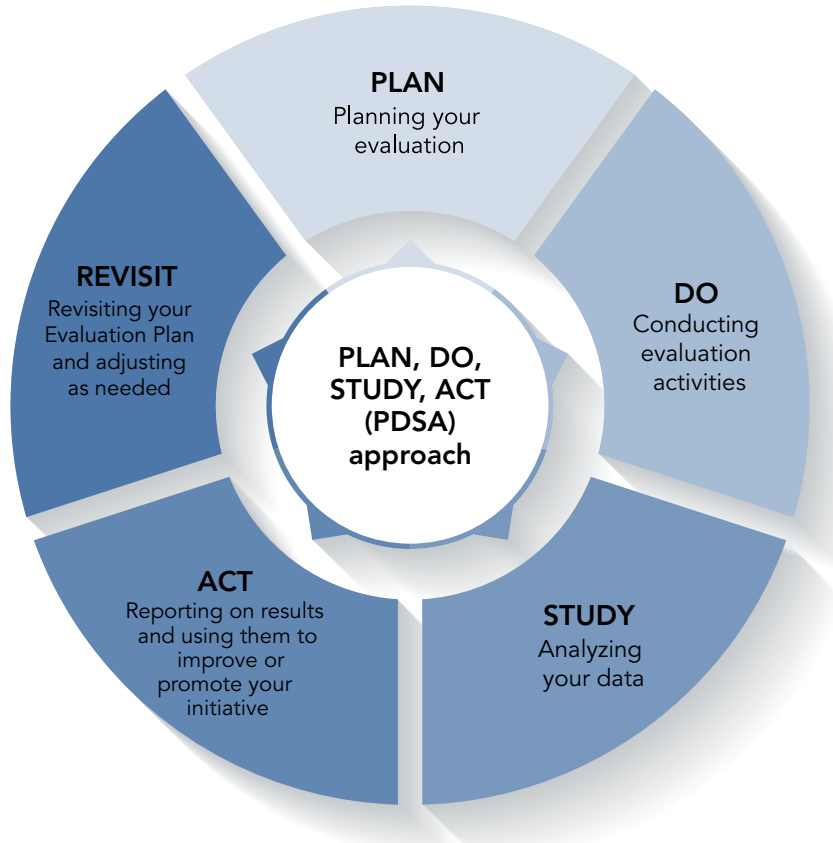 PLAN
Planning your
evaluation
DO
Conducting
evaluation
activities
STUDY
Analyzing
your data
ACT
Reporting on results
and using them to
improve or
promote your
initiative
REVISIT
Revisiting your
Evaluation Plan
and adjusting
as needed
PLAN, DO,
STUDY, ACT
(PDSA)
approach